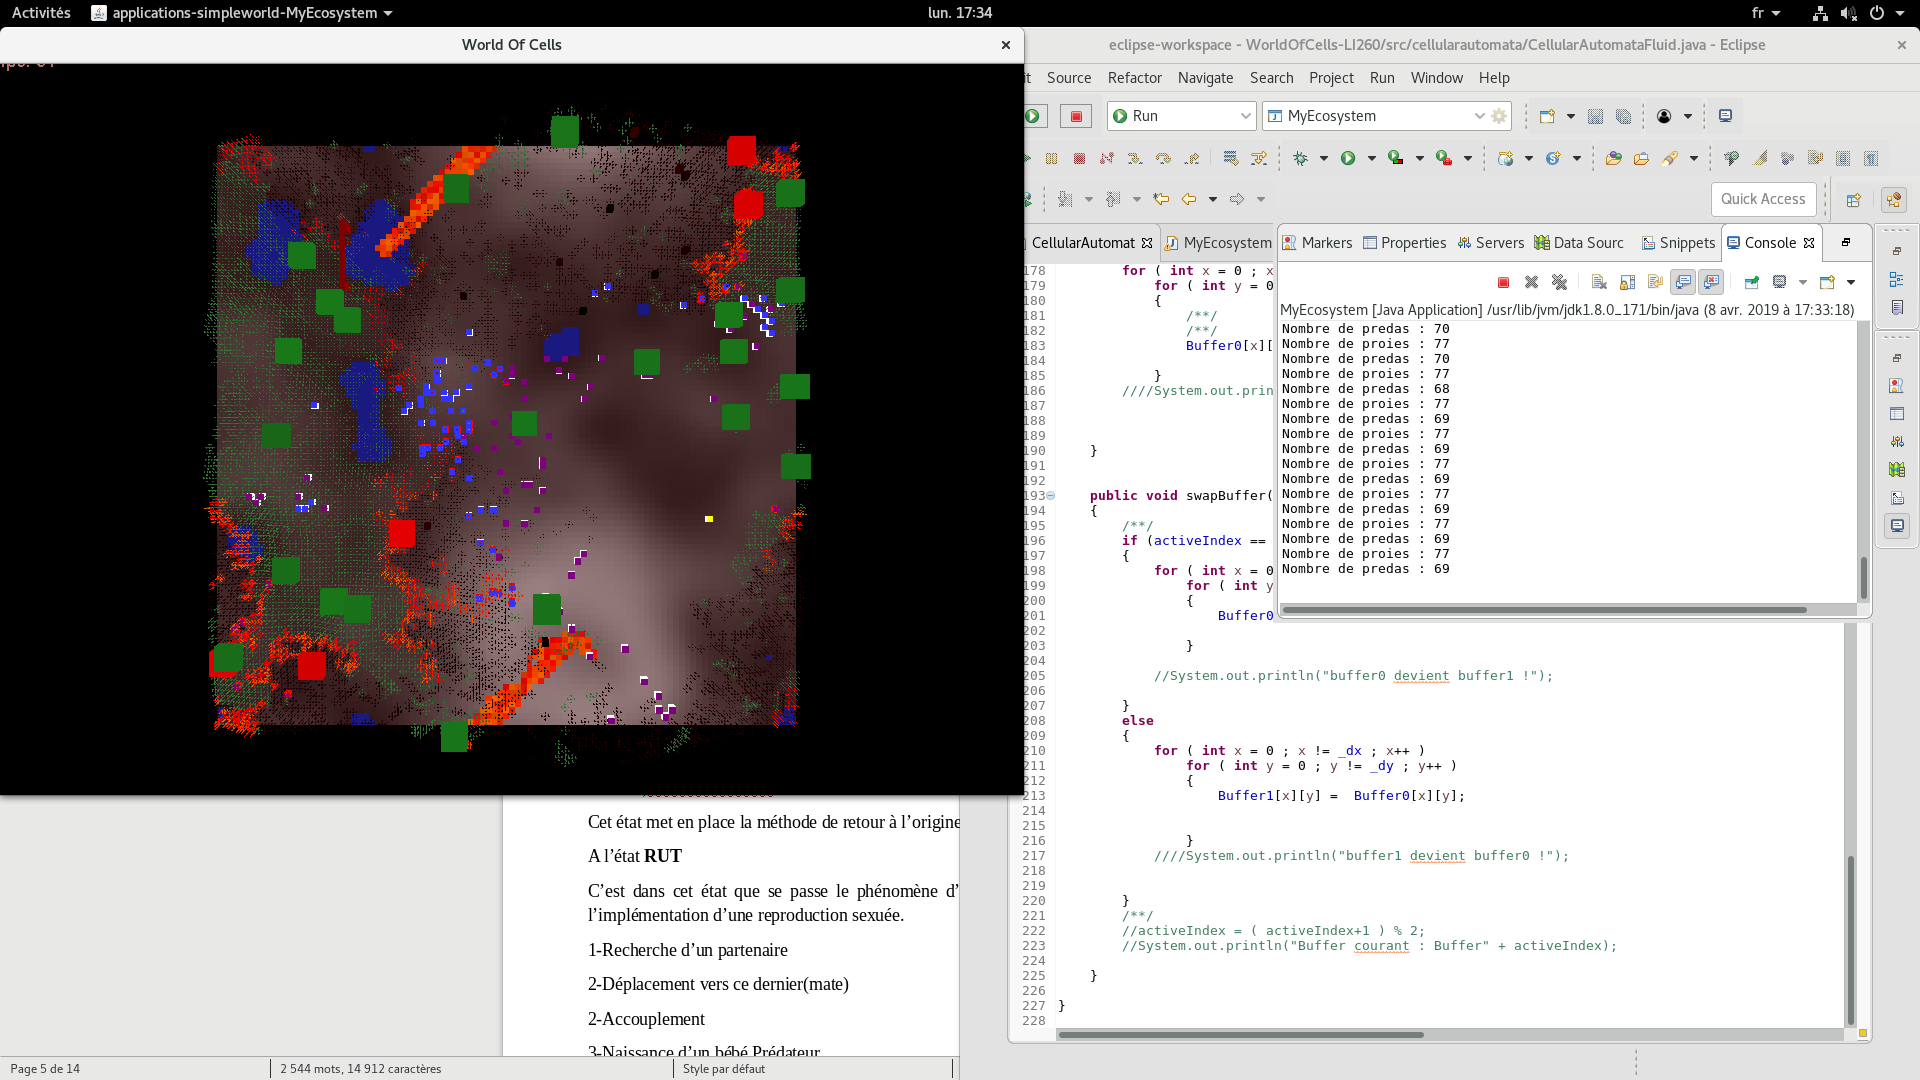 Activités
applications-simpleworld-MyEcosystem
lun. 17:34
fr
World Of Cells
eclipse-workspace - WorldOfCells-LI260/src/cellularautomata/CellularAutomataFluid.java - Eclipse
Source Refactor Navigate Search Project Run Window Help
Run
MyEcosystem
Quick Access
CellularAutomat
MyEcosystem
Markers Properties Servers Data Sourc Snippets Console
MyEcosystem [Java Application] /usr/lib/jvm/jdk1.8.0_171/bin/java (8 avr. 2019 à 17:33:18)
Nombre de predas : 70
Nombre de proies : 77
Nombre de predas : 70
Nombre de proies : 77
Nombre de predas : 68
Nombre de proies : 77
Nombre de predas : 69
Nombre de proies : 77
Nombre de predas : 69
Nombre de proies : 77
Nombre de predas : 69
Nombre de proies : 77
Nombre de predas : 69
Nombre de proies : 77
Nombre de predas : 69
Nombre de proies : 77
Nombre de predas : 69
178 for ( int x = 0 ; x
179 for ( int y = 0
180 {
181 /**/
182 /**/
183 Buffer0[x][
184
185 }
186 ////System.out.prin
187
188
189
190 }
191
192
193 public void swapBuffer(
194 {
195 /**/
196 if (activeIndex ==
197 {
198 for ( int x = 0
199 for ( int y
200 {
201 Buffer0
202
203 }
204
205 //System.out.println("buffer0 devient buffer1 !");
206
207 }
208 else
209 {
210 for ( int x = 0 ; x != _dx ; x++ )
211 for ( int y = 0 ; y != _dy ; y++ )
212 {
213 Buffer1[x][y] = Buffer0[x][y];
214
215
216 }
217 ////System.out.println("buffer1 devient buffer0 !");
218
219
220 }
221 /**/
222 //activeIndex = ( activeIndex+1 ) % 2;
223 //System.out.println("Buffer courant : Buffer" + activeIndex);
224
225 }
226
227 }
228
Cet état met en place la méthode de retour à l’origine
A l’état RUT
C’est dans cet état que se passe le phénomène d’
l’implémentation d’une reproduction sexuée.
1-Recherche d’un partenaire
2-Déplacement vers ce dernier(mate)
2-Accouplement
3-Naissance d’un bébé Prédateur
Page 5 de 14
2 544 mots, 14 912 caractères
Style par défaut